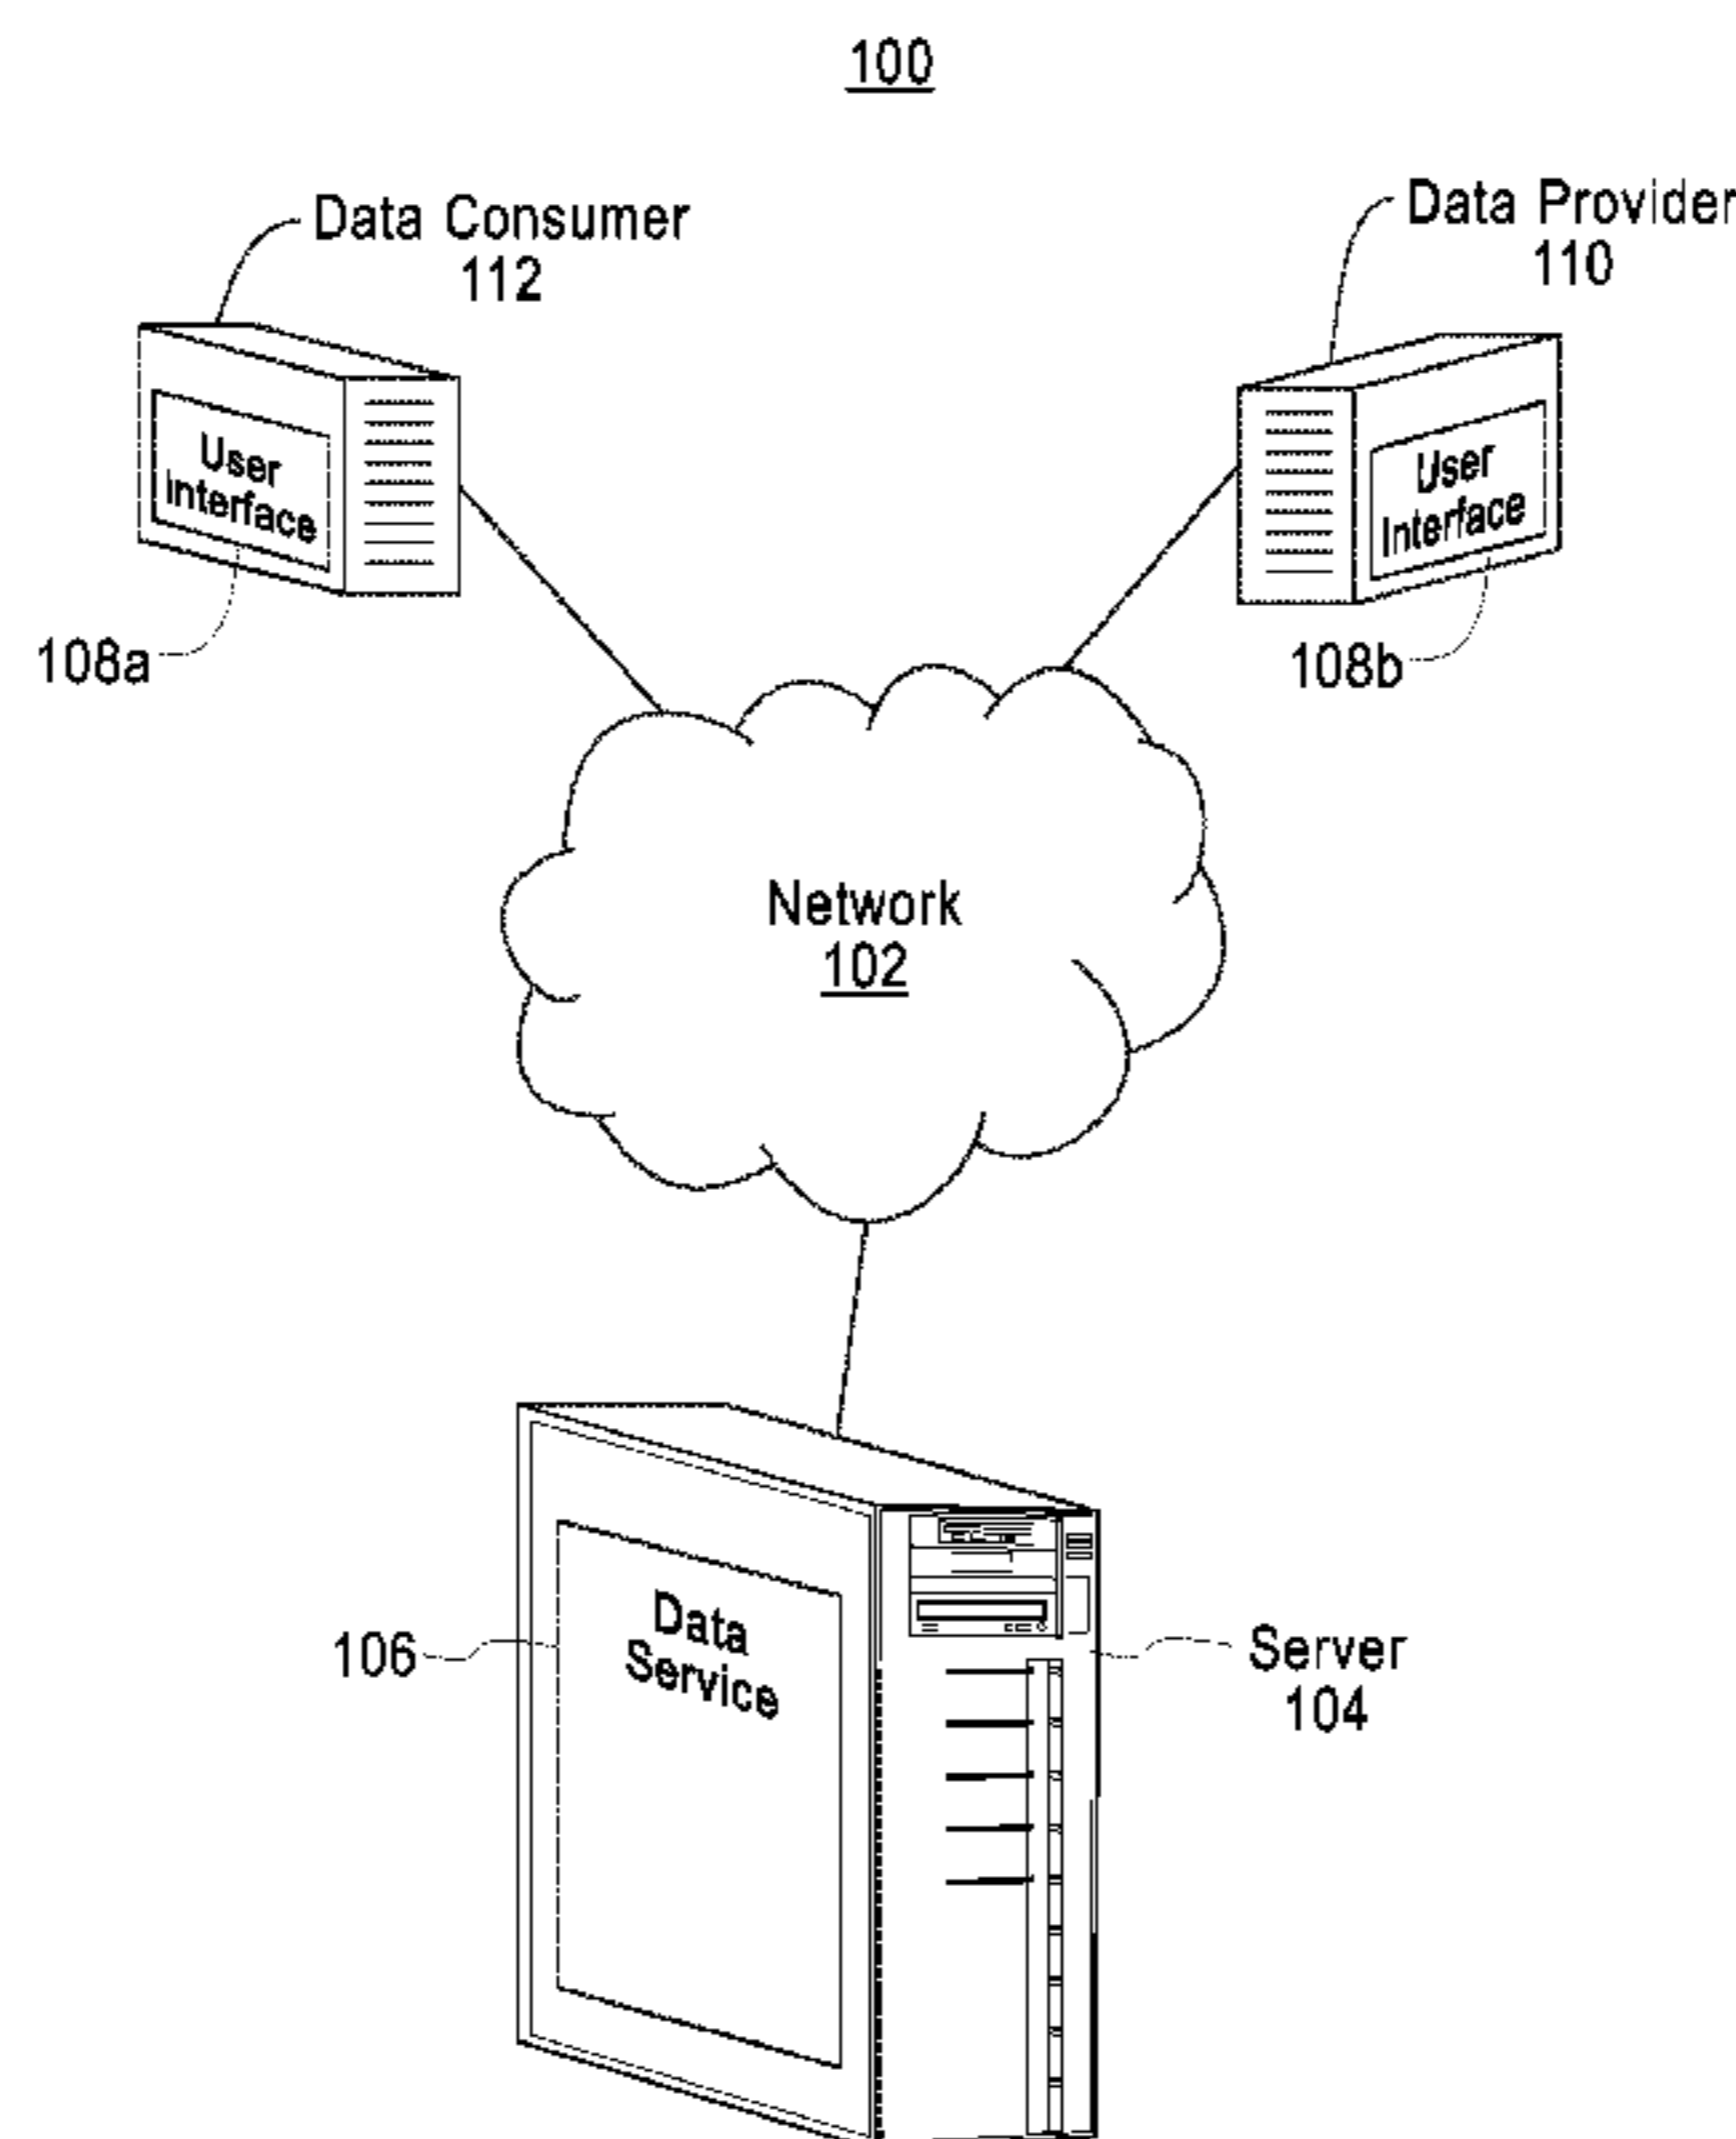 100
Data Consumer
112
Data Provider
110
User
Interface
User
Interface
108a
108b
Network
102
106
Data
Service
Server
104